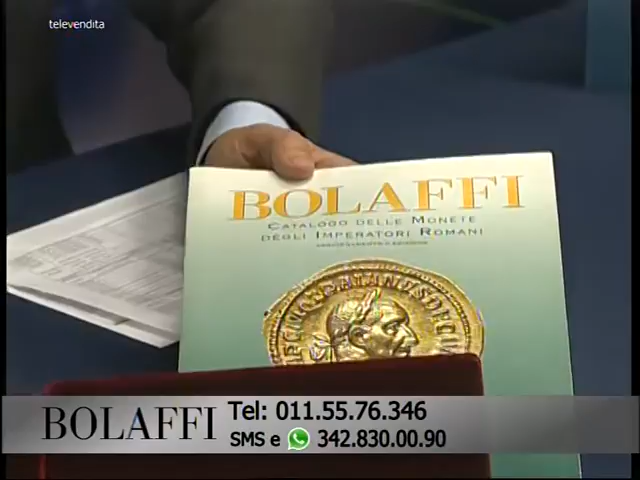 televendita
BOLAFFI
CATALOGO DELLE MONETE
DEGLI IMPERATORI ROMANI
BOLAFFI
Tel: 011.55.76.346
SMS e 342.830.00.90